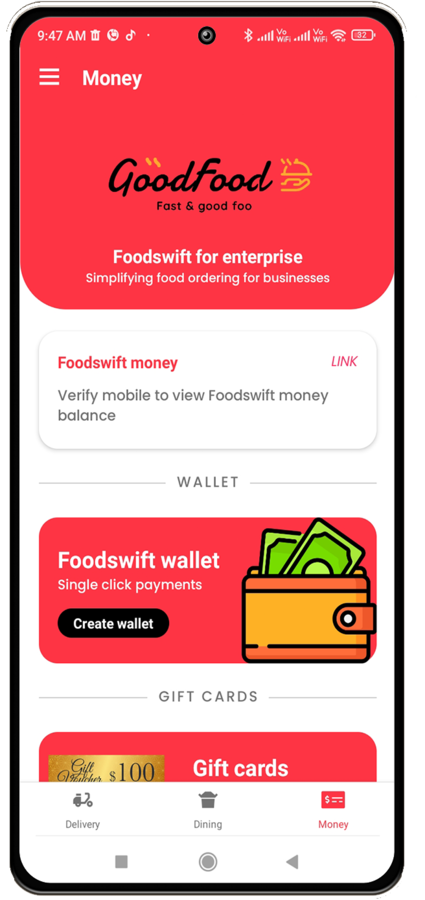 9:47 AM
Vo
WiFi
Vo
WiFi
32
Money
Goodfood
Fast & good foo
Foodswift for enterprise
Simplifying food ordering for businesses
Foodswift money
LINK
Verify mobile to view Foodswift money
balance
WALLET
Foodswift wallet
Single click payments
Create wallet
GIFT CARDS
Gift
Voucher
$100
Gift cards
Delivery
Dining
Money